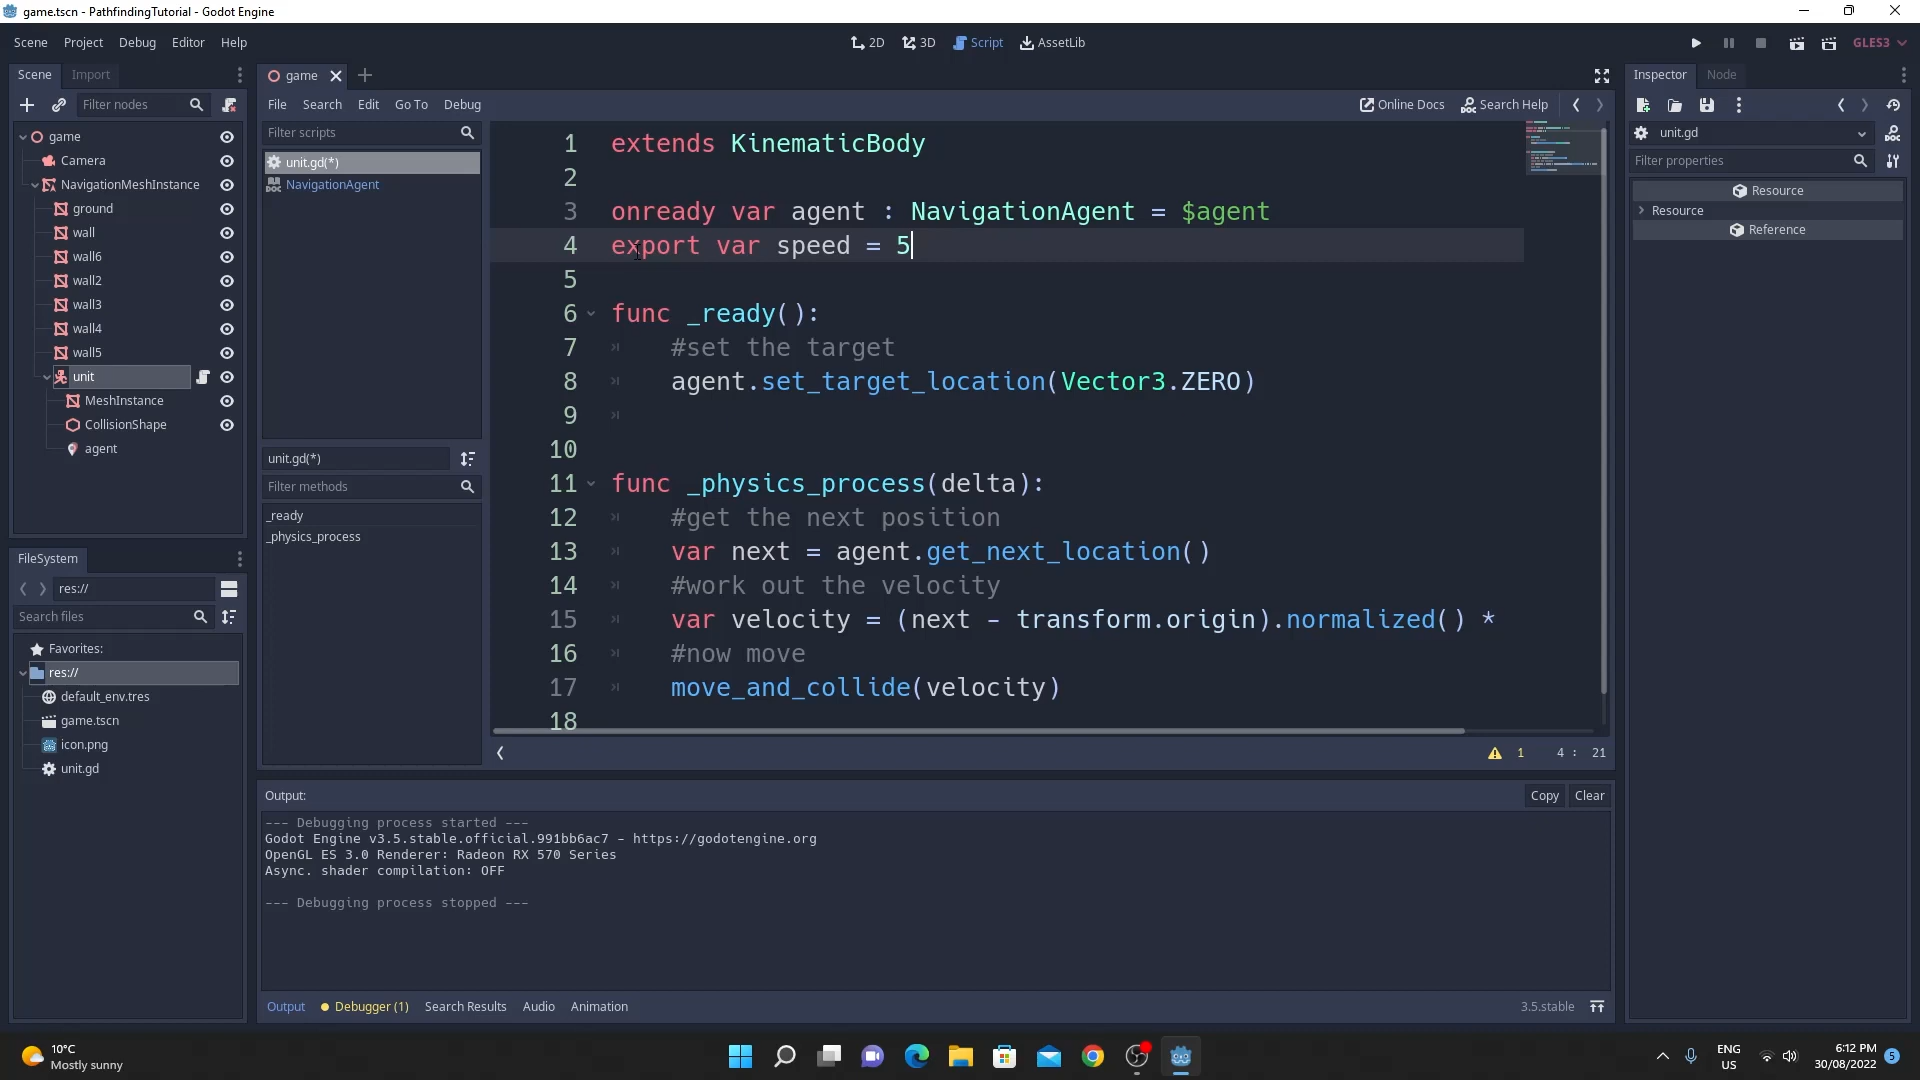 game.tscn - PathfindingTutorial - Godot Engine
Scene Project Debug Editor Help
2D 3D Script AssetLib
GLES3
Scene Import
Filter nodes
game
Camera
NavigationMeshInstance
ground
wall
wall6
wall2
wall3
wall4
wall5
unit
MeshInstance
CollisionShape
agent
FileSystem
res://
Search files
Favorites:
res://
default_env.tres
game.tscn
icon.png
unit.gd
game
File Search Edit Go To Debug
Online Docs Search Help
Filter scripts
unit.gd(*)
NavigationAgent
unit.gd(*)
Filter methods
_ready
_physics_process
1 extends KinematicBody
2
3 onready var agent : NavigationAgent = $agent
4 export var speed = 5
5
6 func _ready():
7 #set the target
8 agent.set_target_location(Vector3.ZERO)
9
10
11 func _physics_process(delta):
12 #get the next position
13 var next = agent.get_next_location()
14 #work out the velocity
15 var velocity = (next - transform.origin).normalized() *
16 #now move
17 move_and_collide(velocity)
18
1 4 : 21
Output:
Copy Clear
--- Debugging process started ---
Godot Engine v3.5.stable.official.991bb6ac7 - https://godotengine.org
OpenGL ES 3.0 Renderer: Radeon RX 570 Series
Async. shader compilation: OFF
--- Debugging process stopped ---
Output Debugger (1) Search Results Audio Animation
3.5.stable
Inspector Node
unit.gd
Filter properties
Resource
Resource
Reference
10°C
Mostly sunny
ENG
US
6:12 PM
30/08/2022
5